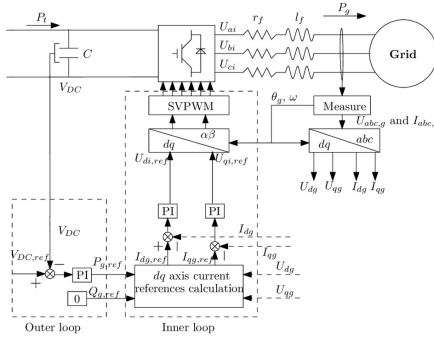 P_t
C
V_DC
U_ai
U_bi
U_ci
r_f
l_f
P_g
Grid
θ_g, ω
Measure
U_abc,g and I_abc,
SVPWM
αβ
dq
dq
abc
U_di,ref
U_qi,ref
U_dg
U_qg
I_dg
I_qg
PI
PI
I_dg
+
I_qg
+
V_DC
V_DC,ref
+
−
PI
P_g,ref
I_dg,ref
I_qg,ref
U_dg
dq axis current
references calculation
0
Q_g,ref
U_qg
Outer loop
Inner loop